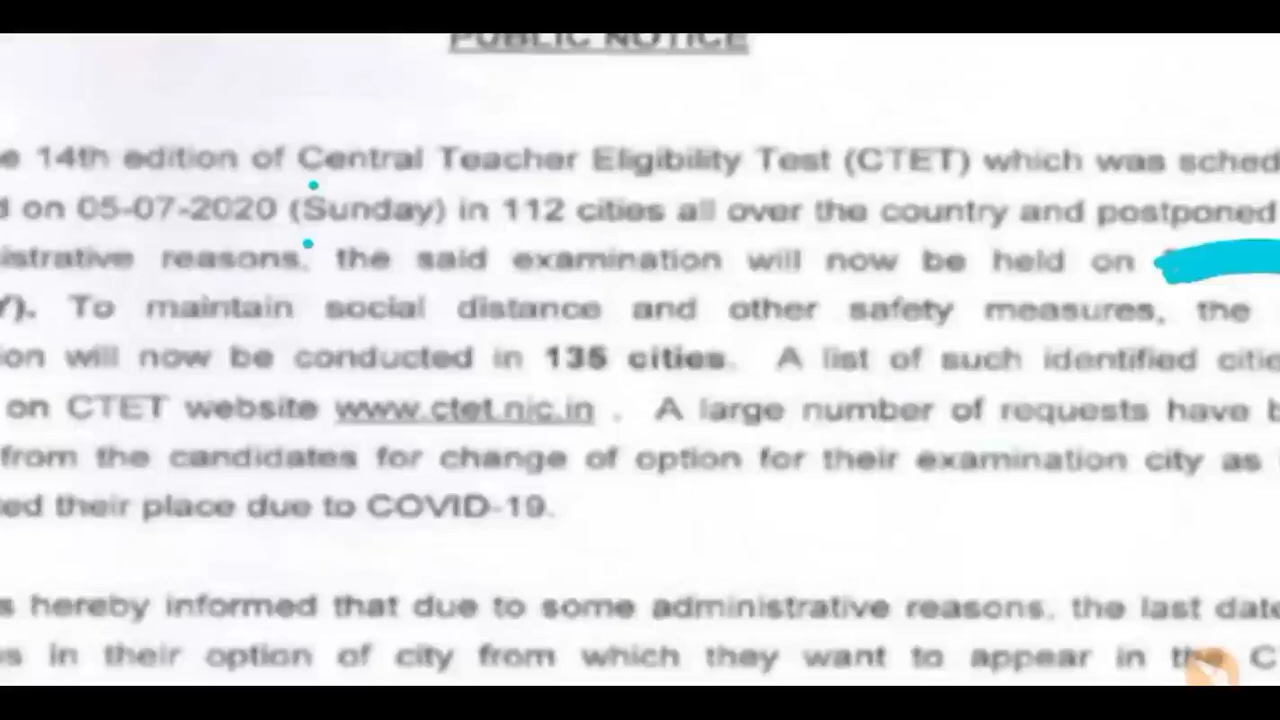 PUBLIC NOTICE
e 14th edition of Central Teacher Eligibility Test (CTET) which was sched
d on 05-07-2020 (Sunday) in 112 cities all over the country and postponed
istrative reasons, the said examination will now be held on
Y). To maintain social distance and other safety measures, the
ion will now be conducted in 135 cities. A list of such identified citie
on CTET website www.ctet.nic.in . A large number of requests have b
from the candidates for change of option for their examination city as
ted their place due to COVID-19.
s hereby informed that due to some administrative reasons, the last date
s in their option of city from which they want to appear in the C